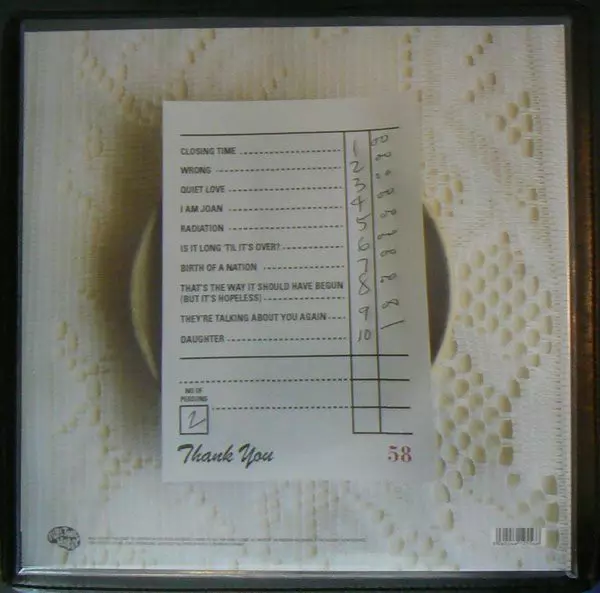 CLOSING TIME 1 00
WRONG 2 00
QUIET LOVE 3
I AM JOAN 4
RADIATION 5
IS IT LONG 'TIL IT'S OVER? 6
BIRTH OF A NATION 7
THAT'S THE WAY IT SHOULD HAVE BEGUN 8
(BUT IT'S HOPELESS)
THEY'RE TALKING ABOUT YOU AGAIN 9
DAUGHTER 10
NO OF
PERSONS
2
Thank You 58